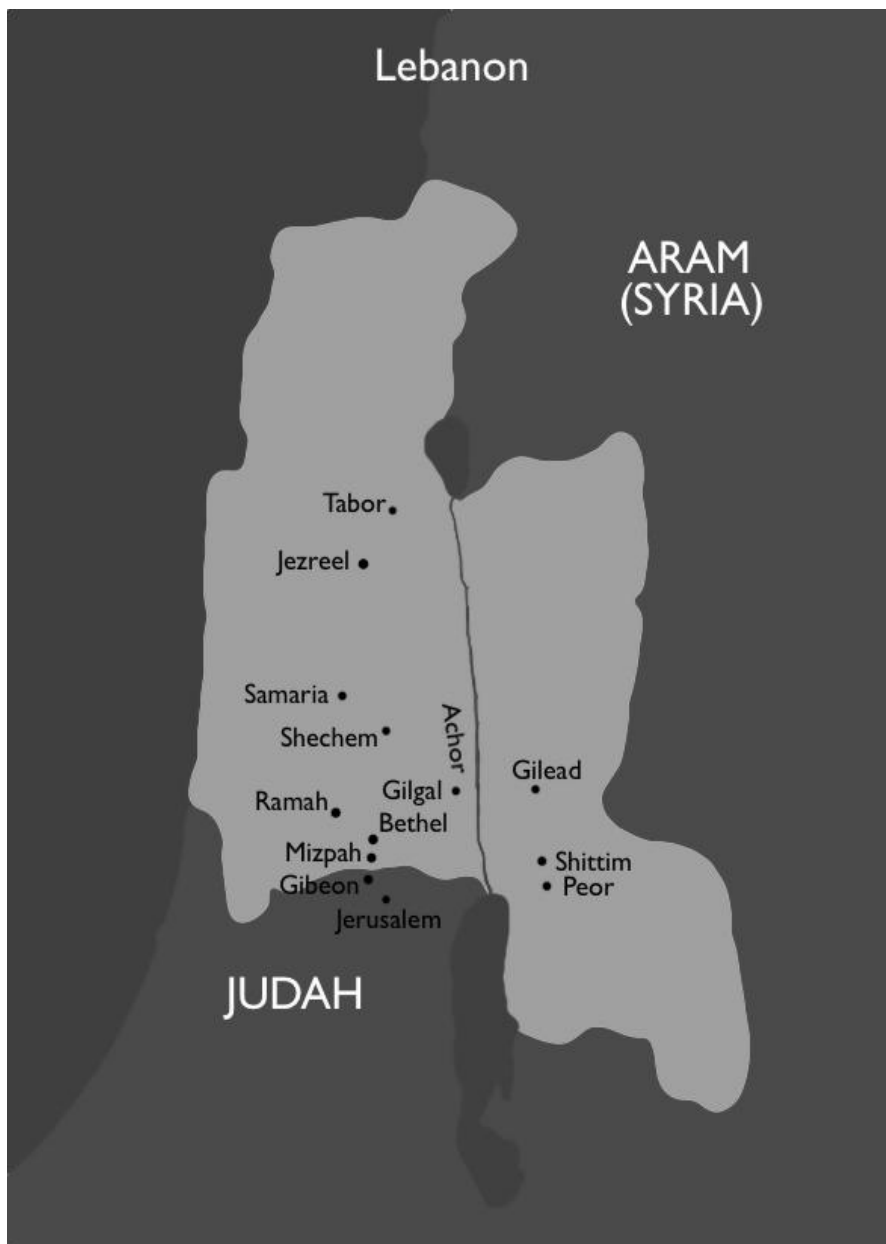 Lebanon
ARAM
(SYRIA)
Tabor
Jezreel
Samaria
Achor
Shechem
Gilead
Gilgal
Ramah
Bethel
Mizpah
Shittim
Gibeon
Peor
Jerusalem
JUDAH